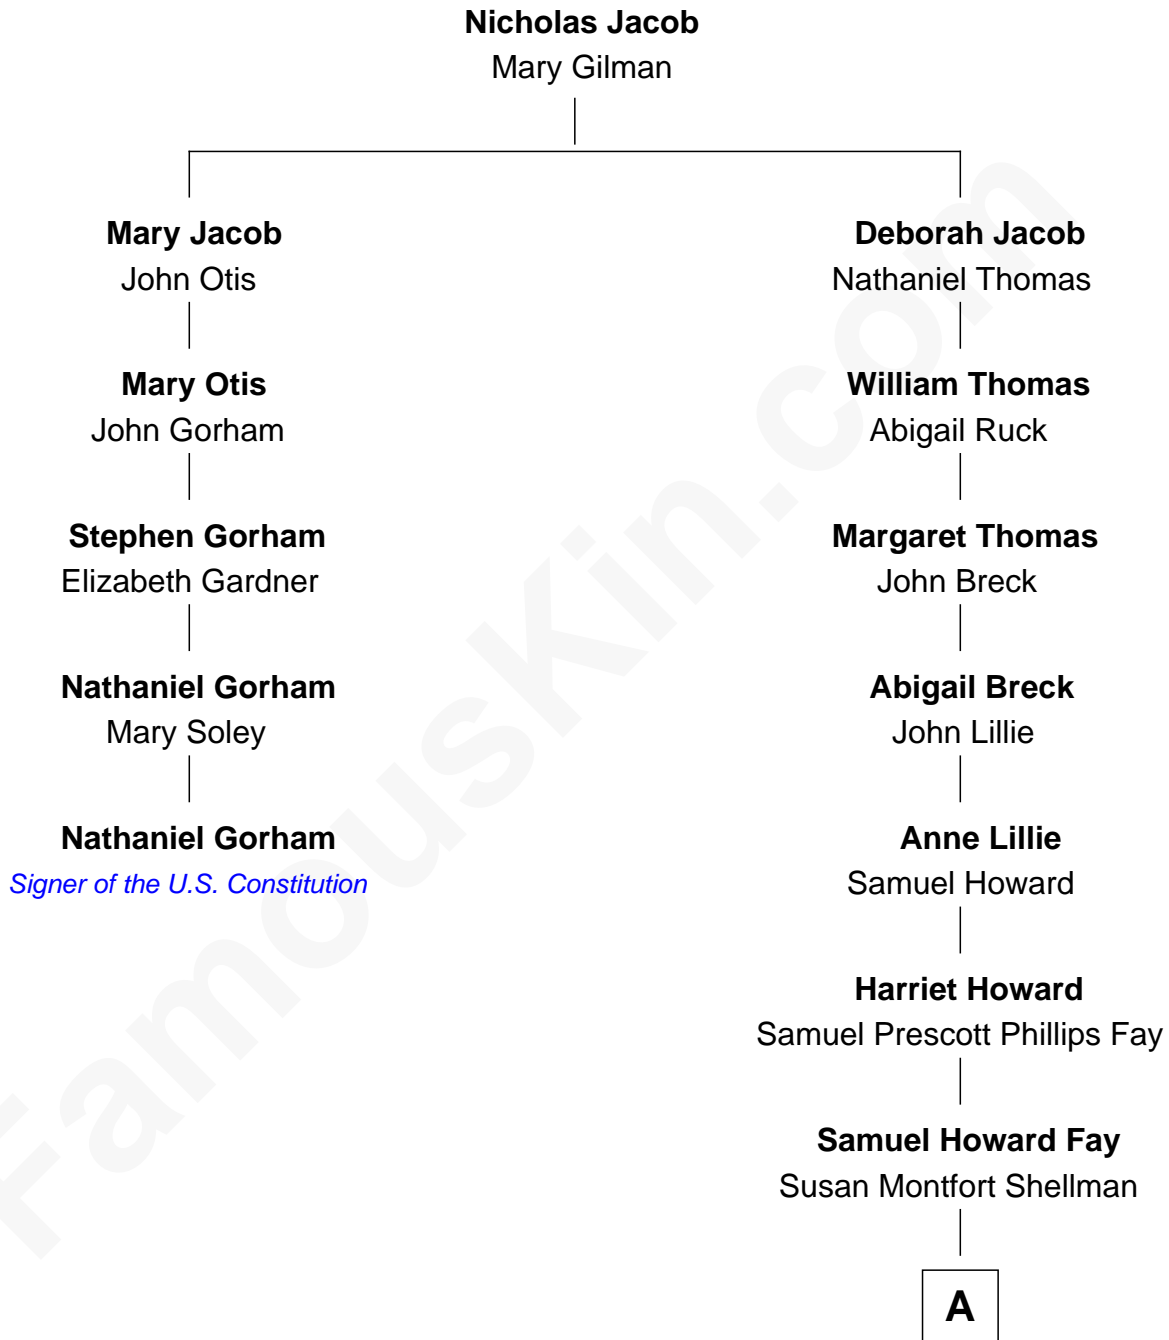 Nicholas Jacob
Mary Gilman
Mary Jacob
John Otis
Deborah Jacob
Nathaniel Thomas
Mary Otis
John Gorham
William Thomas
Abigail Ruck
Stephen Gorham
Elizabeth Gardner
Margaret Thomas
John Breck
Nathaniel Gorham
Mary Soley
Abigail Breck
John Lillie
Nathaniel Gorham
Signer of the U.S. Constitution
Anne Lillie
Samuel Howard
Harriet Howard
Samuel Prescott Phillips Fay
Samuel Howard Fay
Susan Montfort Shellman
A
FamousKin.com